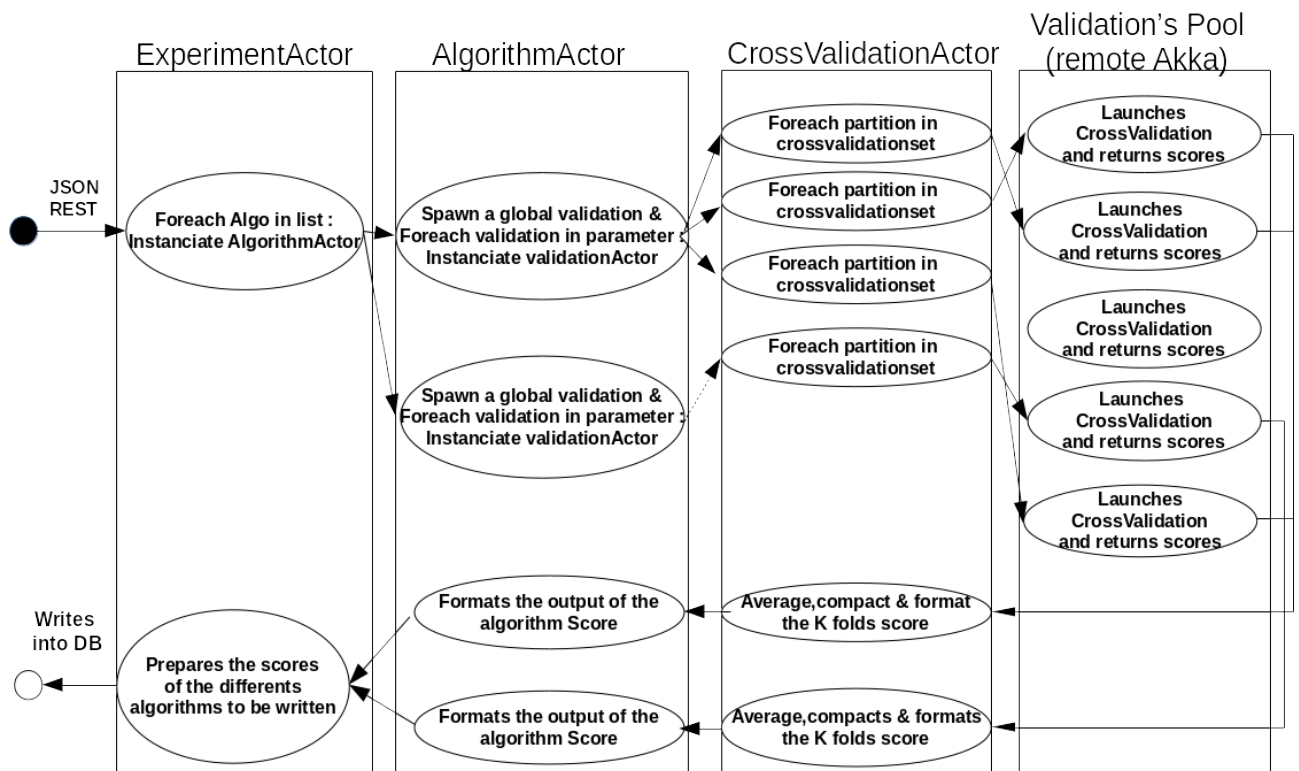 ExperimentActor
AlgorithmActor
CrossValidationActor
Validation's Pool
(remote Akka)
JSON
REST
Foreach Algo in list :
Instanciate AlgorithmActor
Spawn a global validation &
Foreach validation in parameter :
Instanciate validationActor
Spawn a global validation &
Foreach validation in parameter :
Instanciate validationActor
Foreach partition in
crossvalidationset
Foreach partition in
crossvalidationset
Foreach partition in
crossvalidationset
Foreach partition in
crossvalidationset
Launches
CrossValidation
and returns scores
Launches
CrossValidation
and returns scores
Launches
CrossValidation
and returns scores
Launches
CrossValidation
and returns scores
Launches
CrossValidation
and returns scores
Average,compact & format
the K folds score
Average,compacts & formats
the K folds score
Formats the output of the
algorithm Score
Formats the output of the
algorithm Score
Prepares the scores
of the differents
algorithms to be written
Writes
into DB